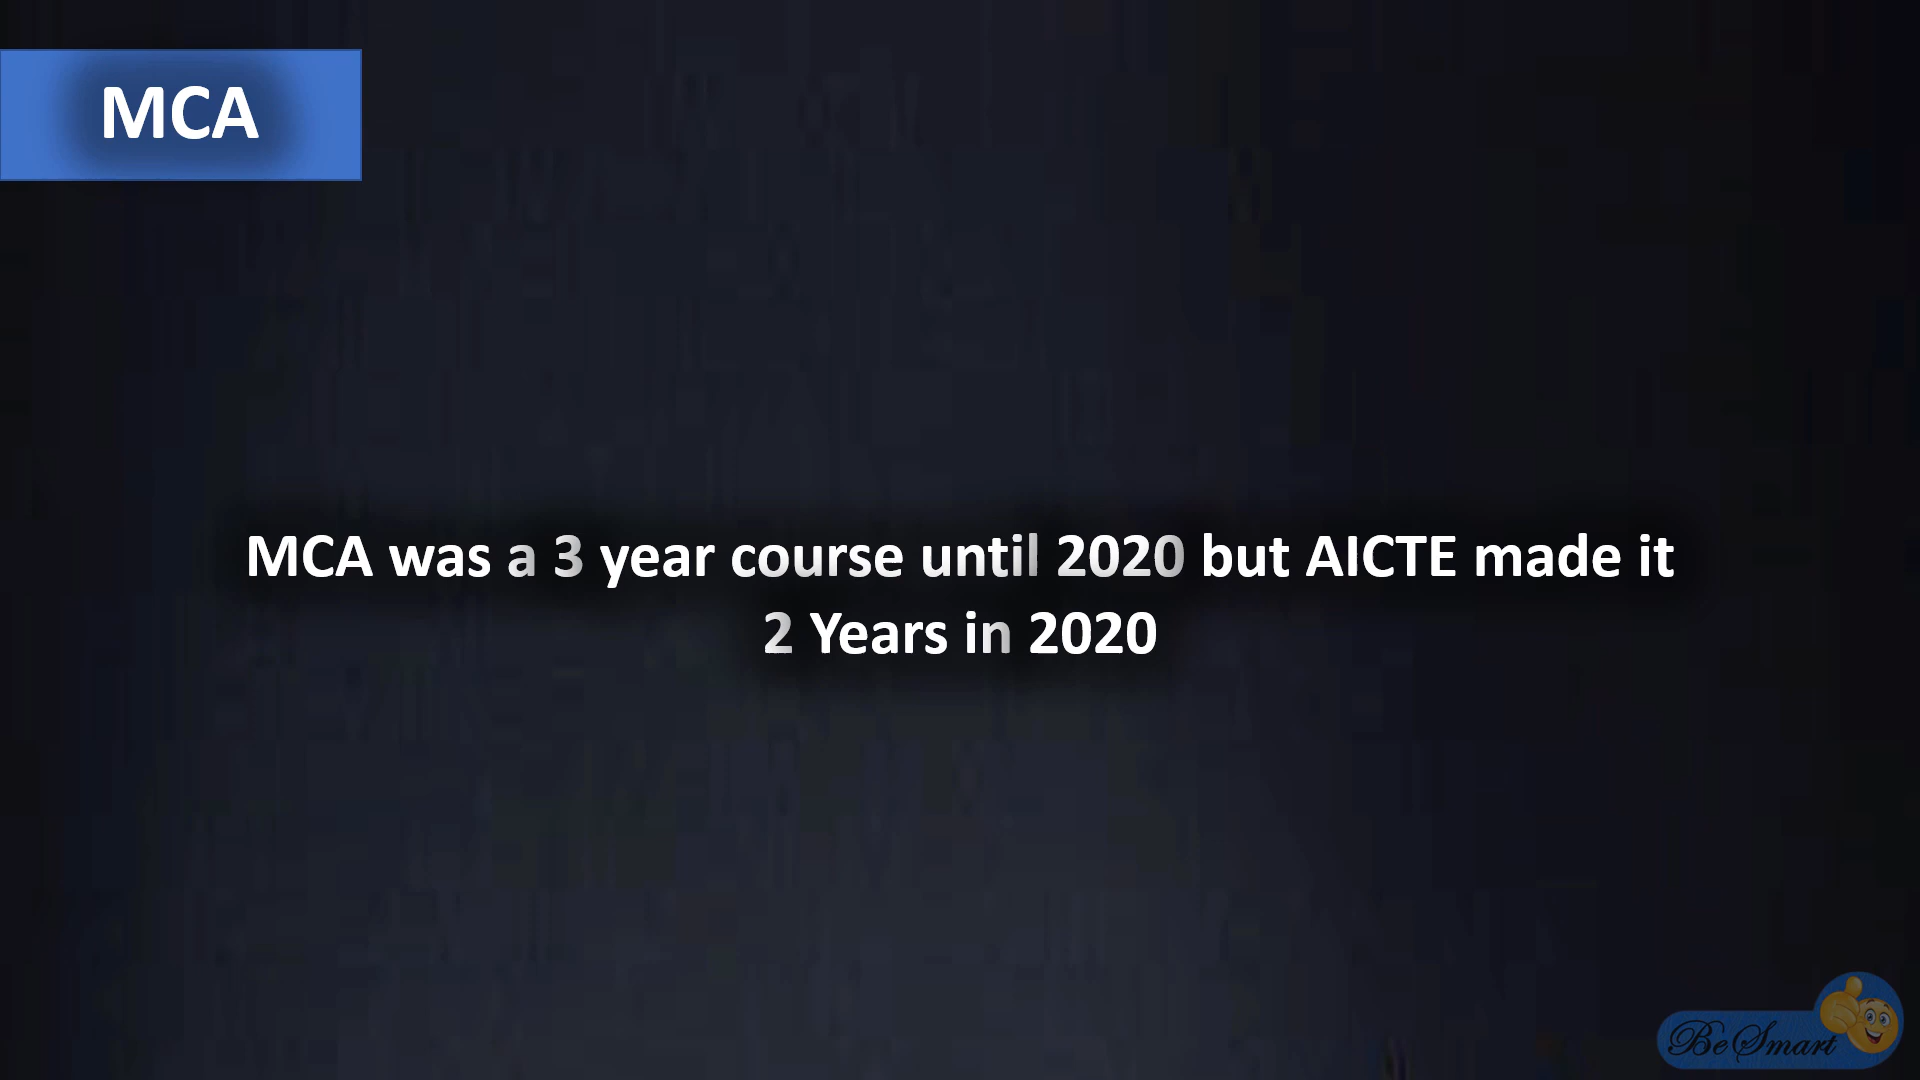 MCA
MCA was a 3 year course until 2020 but AICTE made it
2 Years in 2020
Be Smart